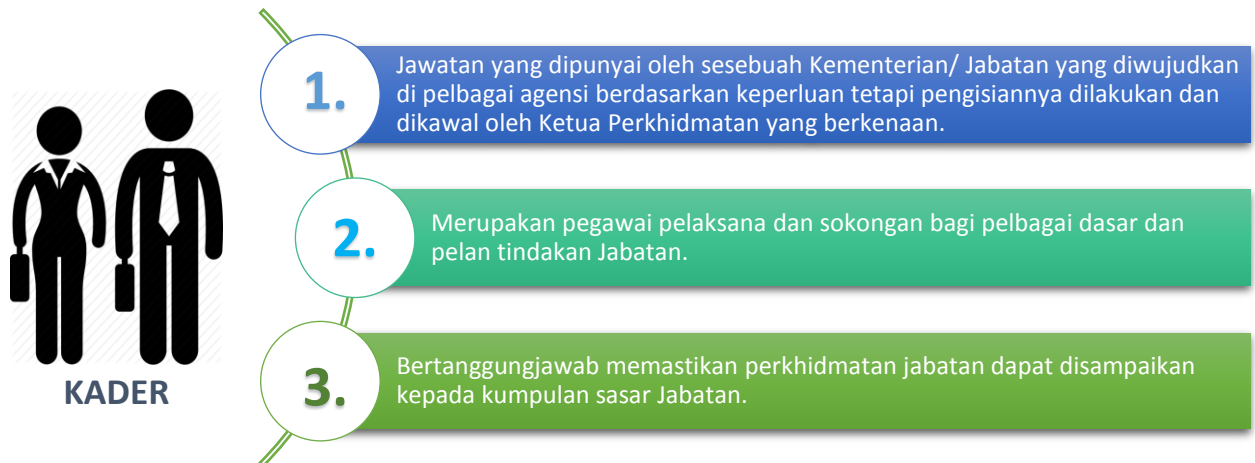 1.
Jawatan yang dipunyai oleh sesebuah Kementerian/ Jabatan yang diwujudkan
di pelbagai agensi berdasarkan keperluan tetapi pengisiannya dilakukan dan
dikawal oleh Ketua Perkhidmatan yang berkenaan.
2.
Merupakan pegawai pelaksana dan sokongan bagi pelbagai dasar dan
pelan tindakan Jabatan.
3.
Bertanggungjawab memastikan perkhidmatan jabatan dapat disampaikan
kepada kumpulan sasar Jabatan.
KADER